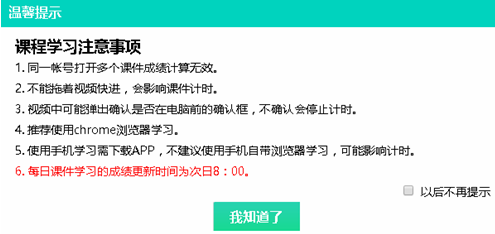 温馨提示
课程学习注意事项
1. 同一帐号打开多个课件成绩计算无效。
2. 不能拖着视频快进，会影响课件计时。
3. 视频中可能弹出确认是否在电脑前的确认框，不确认会停止计时。
4. 推荐使用chrome浏览器学习。
5. 使用手机学习需下载APP，不建议使用手机自带浏览器学习，可能影响计时。
6. 每日课件学习的成绩更新时间为次日8：00。
以后不再提示
我知道了